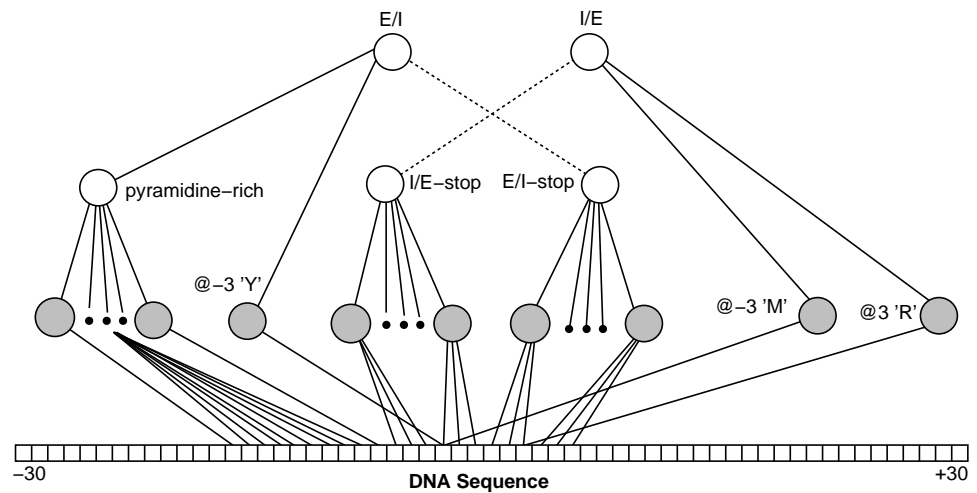 E/I
I/E
pyramidine−rich
I/E−stop
E/I−stop
@−3 'Y'
@−3 'M'
@3 'R'
−30
+30
DNA Sequence